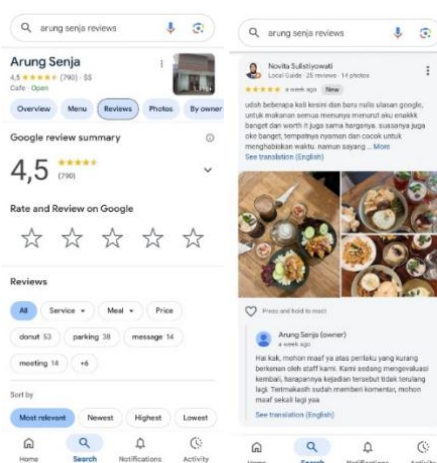 arung senja reviews
Arung Senja
4,5 (790) · $$
Cafe · Open
Overview
Menu
Reviews
Photos
By owner
Google review summary
4,5
(790)
Rate and Review on Google
Reviews
All
Service
Meal
Price
donut 53
parking 38
message 14
meeting 14
+6
Sort by
Most relevant
Newest
Highest
Lowest
Home
Search
Notifications
Activity
arung senja reviews
Novita Sulistiyowati
Local Guide · 25 reviews · 14 photos
a week ago New
udah beberapa kali kesini dan baru nulis ulasan google,
untuk makanan semua menunya menurut aku enakkk
banget dan worth it juga sama harganya. suasanya juga
oke banget, tempatnya nyaman dan cocok untuk
menghabiskan waktu. namun sayang ... More
See translation (English)
Press and hold to react
Arung Senja (owner)
a week ago
Hai kak, mohon maaf ya atas perilaku yang kurang
berkenan oleh staff kami. Kami sedang mengevaluasi
kembali, harapannya kejadian tersebut tidak terulang
lagi. Terimakasih sudah memberi komentar, mohon
maaf sekali lagi yaa
See translation (English)
Home
Search
Notifications
Activity